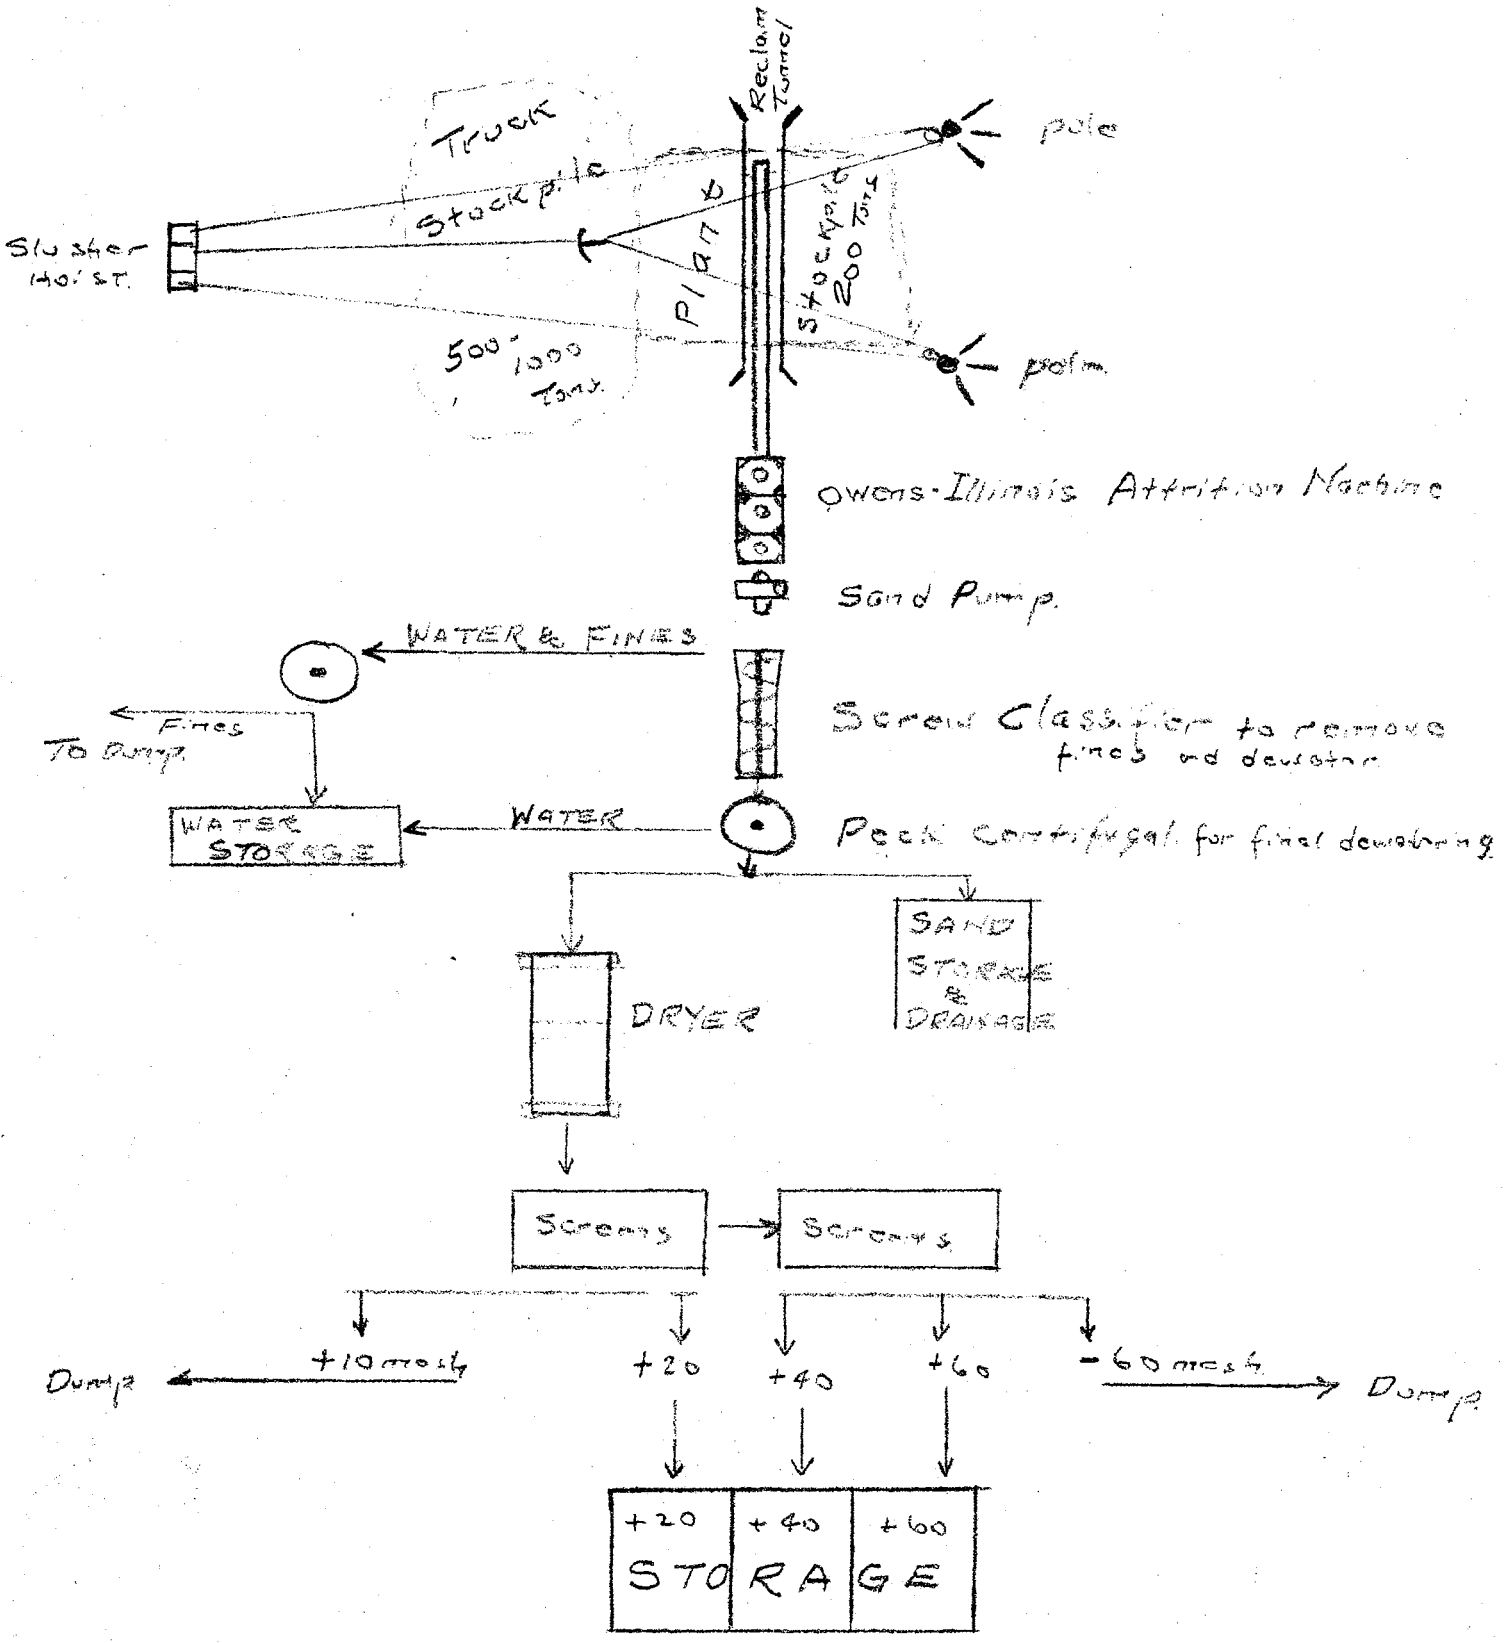 Reclaim
Tunnel
Truck
Stockpile
500-1000
Tons.
Slusher
Hoist.
Plant
Stockpile
200 Tons
pole
Owens-Illinois Attrition Machine
Sand Pump.
WATER & FINES
Fines
To Dump.
Screw Classifier to remove
fines and dewater
WATER
STORAGE
WATER
Peck Centrifugal for final dewatering
SAND
STORAGE
&
DRAINAGE
DRYER
Screens
Screens
+10 mesh
+20
+40
+60
-60 mesh
Dump
Dump.
+20
+40
+60
STORAGE